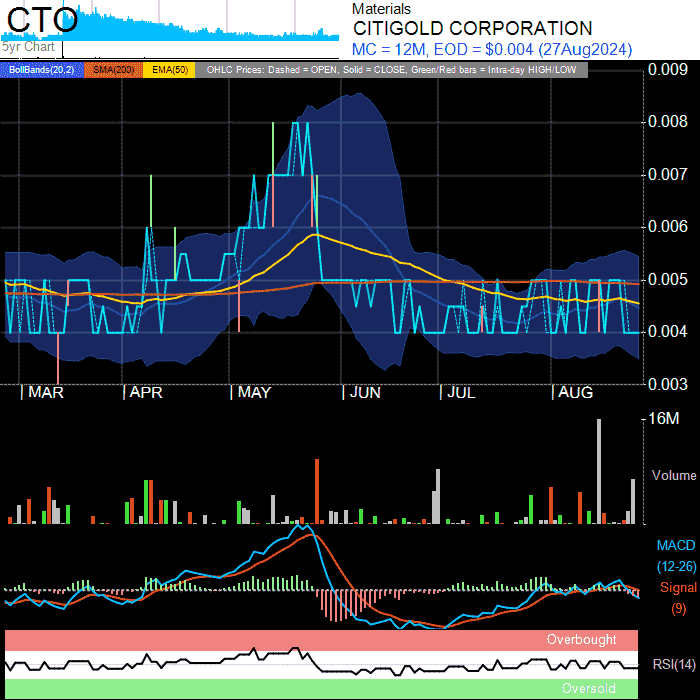 CTO
5yr Chart
Materials
CITIGOLD CORPORATION
MC = 12M, EOD = $0.004 (27Aug2024)
BollBands(20,2) SMA(200) EMA(50) OHLC Prices: Dashed = OPEN, Solid = CLOSE, Green/Red bars = Intra-day HIGH/LOW
0.009
0.008
0.007
0.006
0.005
0.004
0.003
| MAR | APR | MAY | JUN | JUL | AUG
16M
Volume
MACD
(12-26)
Signal
(9)
Overbought
RSI(14)
Oversold